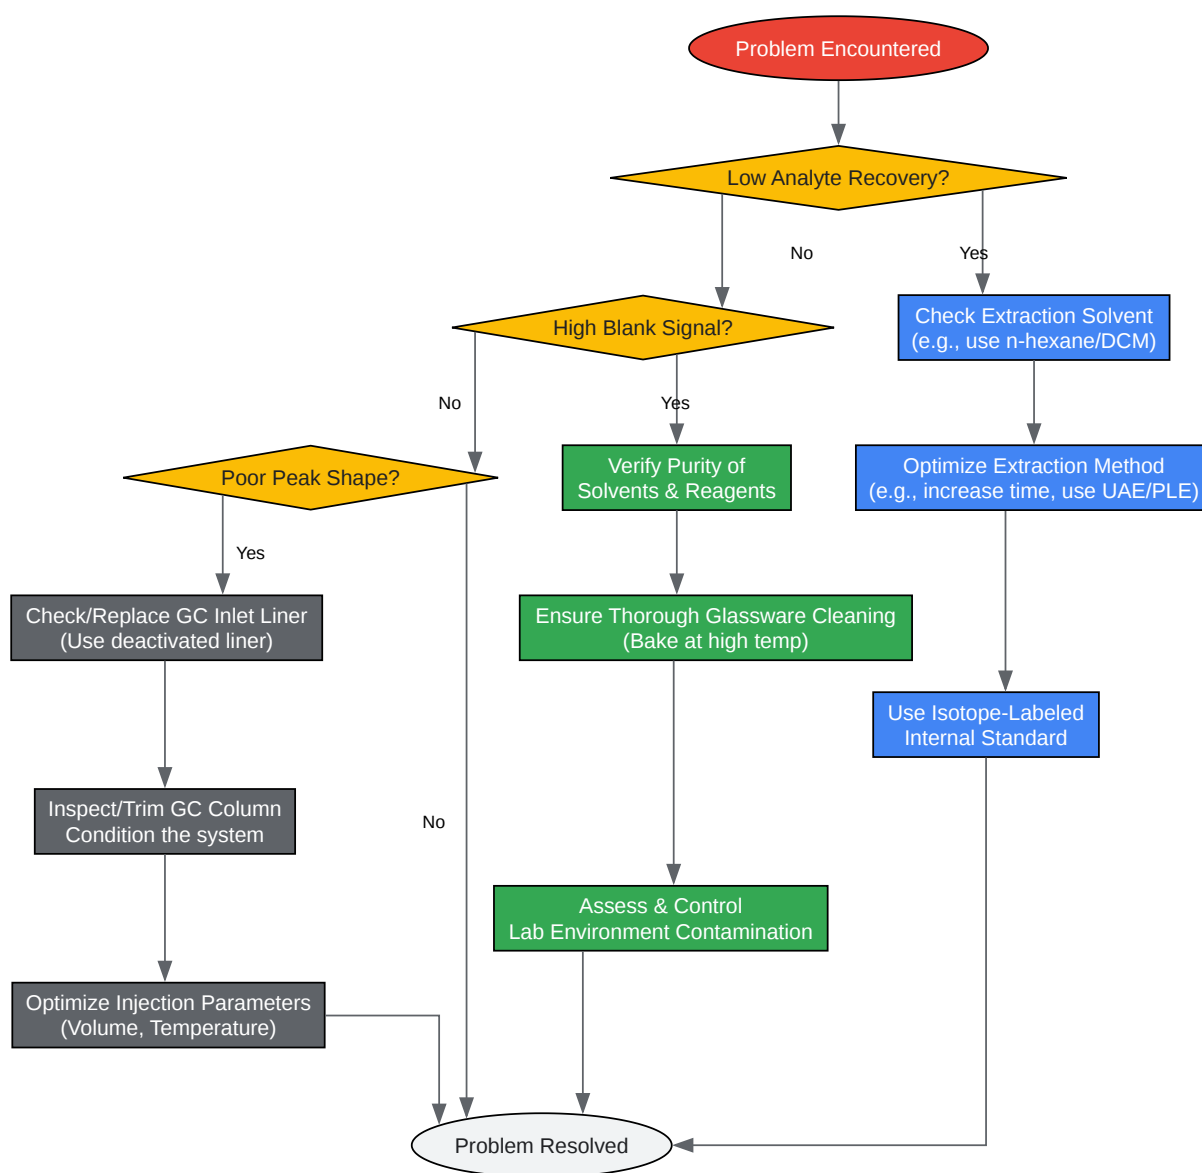 Problem Encountered
Low Analyte Recovery?
No
Yes
High Blank Signal?
Check Extraction Solvent
(e.g., use n-hexane/DCM)
No
Yes
Poor Peak Shape?
Verify Purity of
Solvents & Reagents
Optimize Extraction Method
(e.g., increase time, use UAE/PLE)
Yes
Check/Replace GC Inlet Liner
(Use deactivated liner)
Ensure Thorough Glassware Cleaning
(Bake at high temp)
Use Isotope-Labeled
Internal Standard
Inspect/Trim GC Column
Condition the system
No
Assess & Control
Lab Environment Contamination
Optimize Injection Parameters
(Volume, Temperature)
Problem Resolved